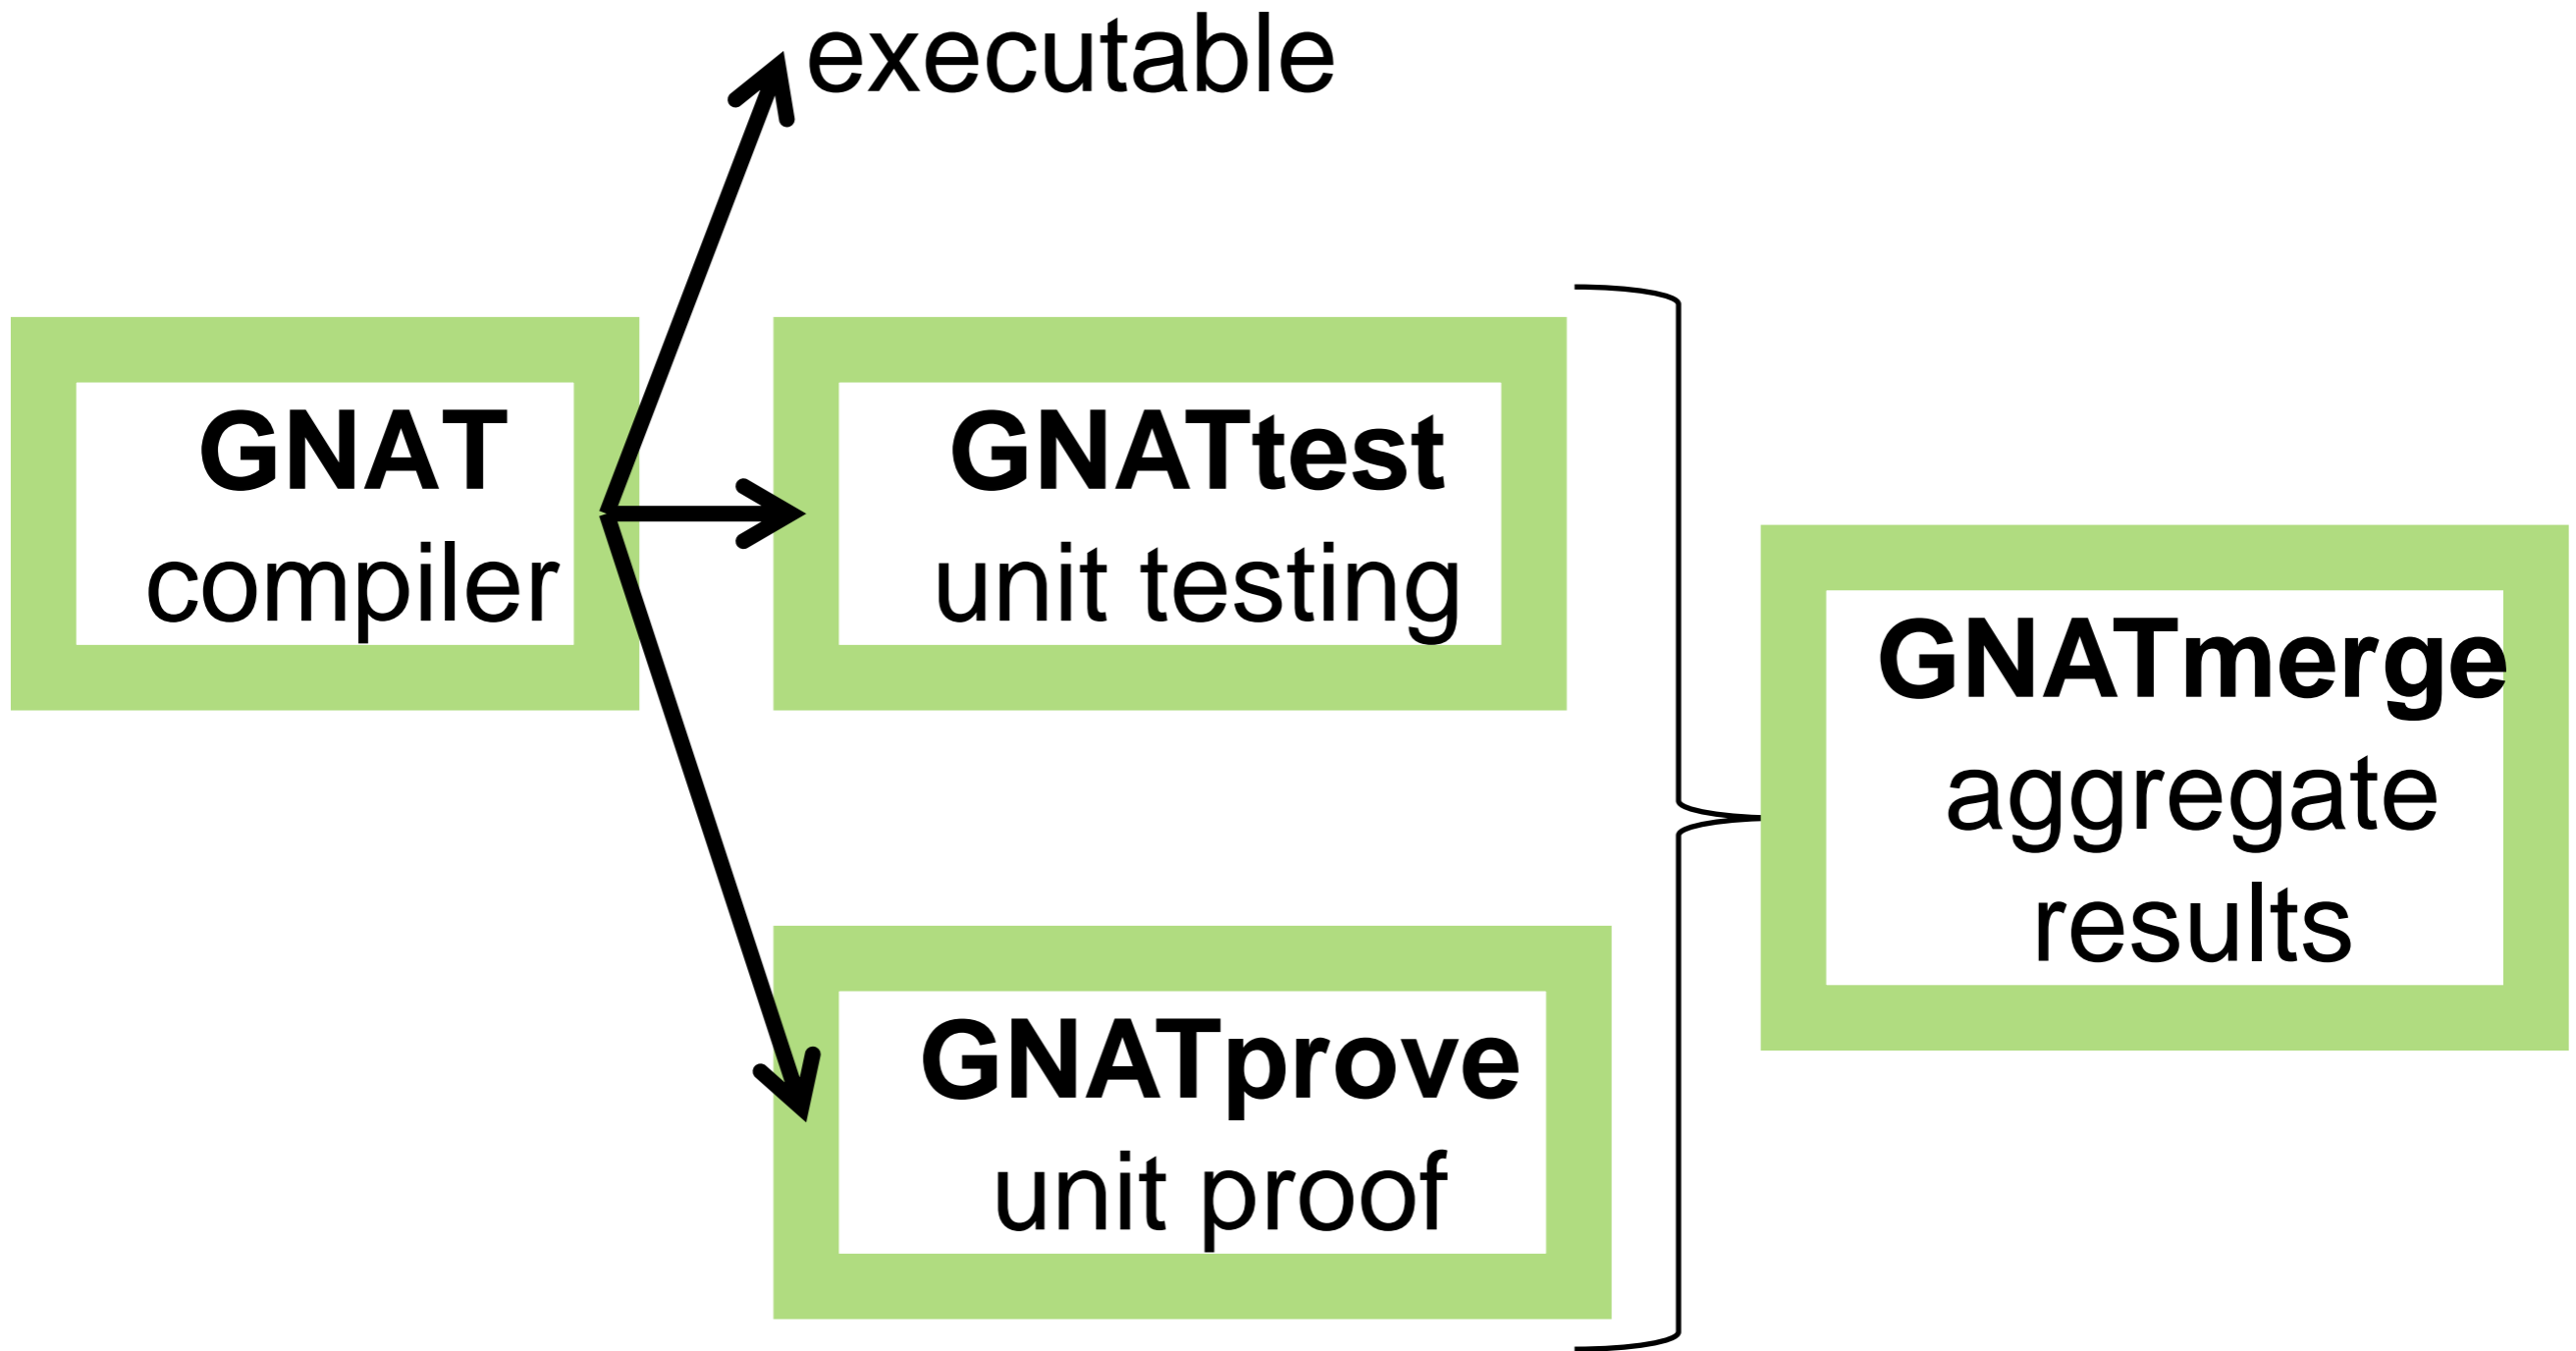 executable
GNAT
compiler
GNATtest
unit testing
GNATprove
unit proof
GNATmerge
aggregate
results